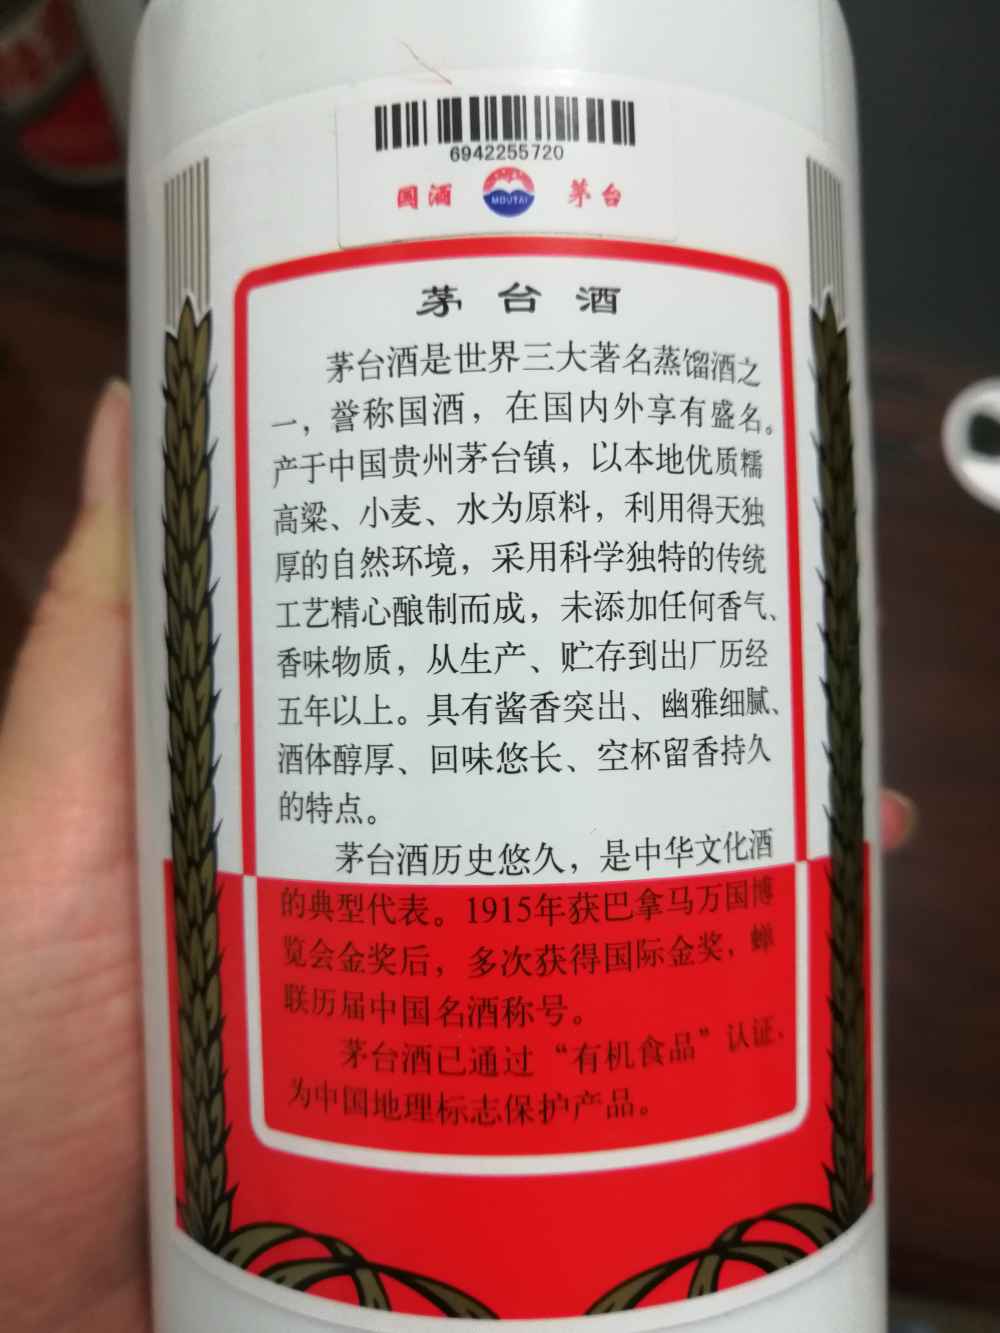 6942255720
國酒 MOUTAI 茅台
茅台酒
茅台酒是世界三大著名蒸馏酒之
一，誉称国酒，在国内外享有盛名。
产于中国贵州茅台镇，以本地优质糯
高粱、小麦、水为原料，利用得天独
厚的自然环境，采用科学独特的传统
工艺精心酿制而成，未添加任何香气、
香味物质，从生产、贮存到出厂历经
五年以上。具有酱香突出、幽雅细腻、
酒体醇厚、回味悠长、空杯留香持久
的特点。
茅台酒历史悠久，是中华文化酒
的典型代表。1915年获巴拿马万国博
览会金奖后，多次获得国际金奖，蝉
联历届中国名酒称号。
茅台酒已通过“有机食品”认证，
为中国地理标志保护产品。